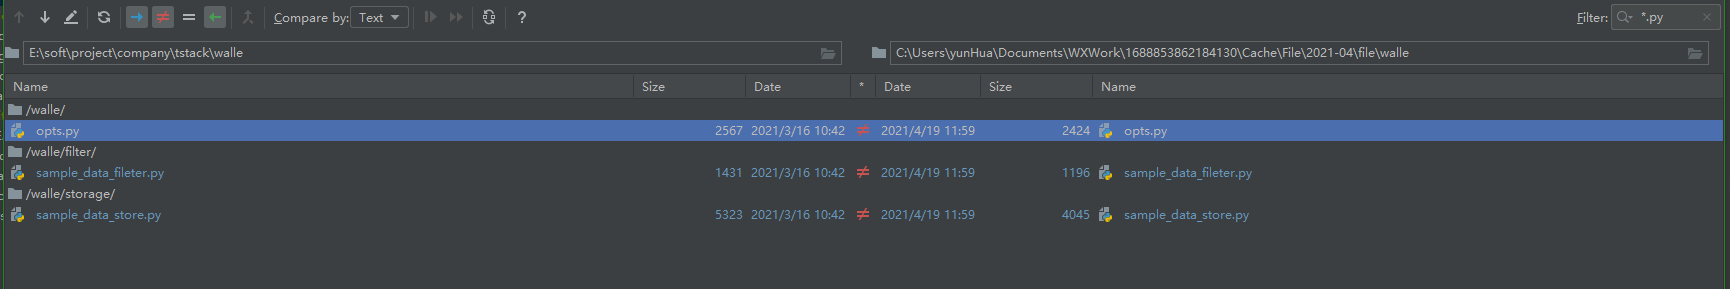 Compare by: Text ? Filter: *.py
E:\soft\project\company\tstack\walle C:\Users\yunHua\Documents\WXWork\1688853862184130\Cache\File\2021-04\file\walle
Name Size Date * Date Size Name
/walle/
opts.py 2567 2021/3/16 10:42 ≠ 2021/4/19 11:59 2424 opts.py
/walle/filter/
sample_data_fileter.py 1431 2021/3/16 10:42 ≠ 2021/4/19 11:59 1196 sample_data_fileter.py
/walle/storage/
sample_data_store.py 5323 2021/3/16 10:42 ≠ 2021/4/19 11:59 4045 sample_data_store.py